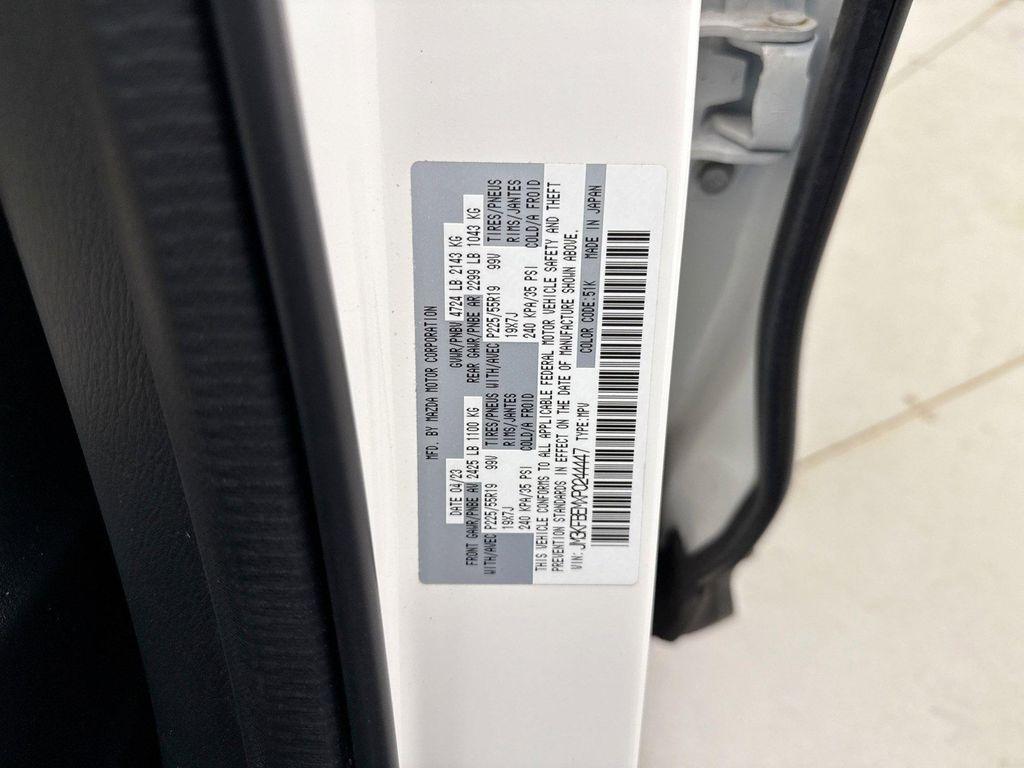 MFD. BY MAZDA MOTOR CORPORATION
DATE 04/23 GVWR/PNBV 4724 LB 2143 KG
FRONT GAWR/PNBE AV 2425 LB 1100 KG REAR GAWR/PNBE AR 2299 LB 1043 KG
WITH/AVEC P225/55R19 99V TIRES/PNEUS WITH/AVEC P225/55R19 99V TIRES/PNEUS
19X7J RIMS/JANTES 19X7J RIMS/JANTES
240 KPA/35 PSI COLD/A FROID 240 KPA/35 PSI COLD/A FROID
THIS VEHICLE CONFORMS TO ALL APPLICABLE FEDERAL MOTOR VEHICLE SAFETY AND THEFT
PREVENTION STANDARDS IN EFFECT ON THE DATE OF MANUFACTURE SHOWN ABOVE.
VIN: JM3KFBEMXP0244447 TYPE:MPV COLOR CODE:51K MADE IN JAPAN